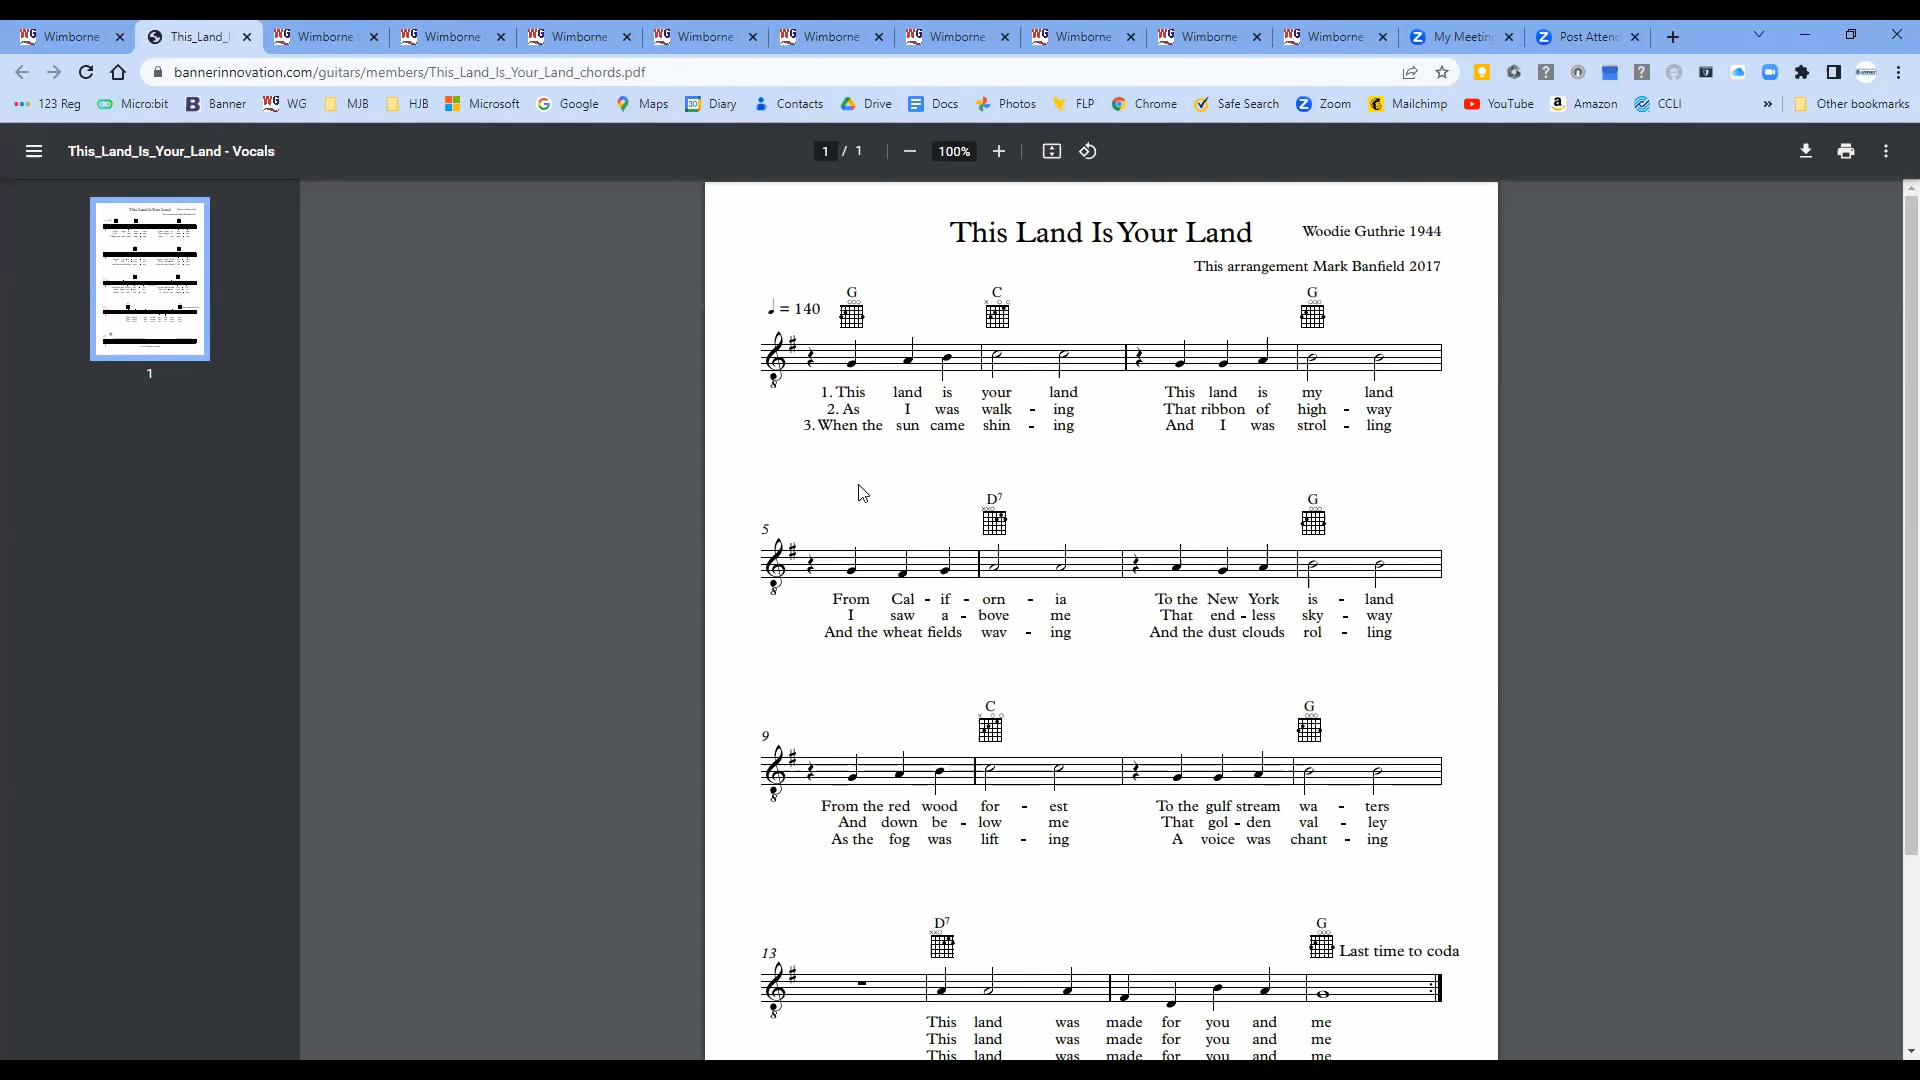 Wimborne
This_Land_I
Wimborne
Wimborne
Wimborne
Wimborne
Wimborne
Wimborne
Wimborne
Wimborne
Wimborne
My Meeting
Post Attend
bannerinnovation.com/guitars/members/This_Land_Is_Your_Land_chords.pdf
123 Reg Micro:bit Banner WG MJB HJB Microsoft Google Maps Diary Contacts Drive Docs Photos FLP Chrome Safe Search Zoom Mailchimp YouTube Amazon CCLI » Other bookmarks
This_Land_Is_Your_Land - Vocals 1 / 1 100%
This Land Is Your Land Woodie Guthrie 1944
This arrangement Mark Banfield 2017
G C G
= 140
1. This land is your land This land is my land
2. As I was walk - ing That ribbon of high - way
3. When the sun came shin - ing And I was strol - ling
D7 G
5
From Cal - if - orn - ia To the New York is - land
I saw a - bove me That end - less sky - way
And the wheat fields wav - ing And the dust clouds rol - ling
C G
9
From the red wood for - est To the gulf stream wa - ters
And down be - low me That gol - den val - ley
As the fog was lift - ing A voice was chant - ing
D7 G
Last time to coda
13
This land was made for you and me
This land was made for you and me
This land was made for you and me
1